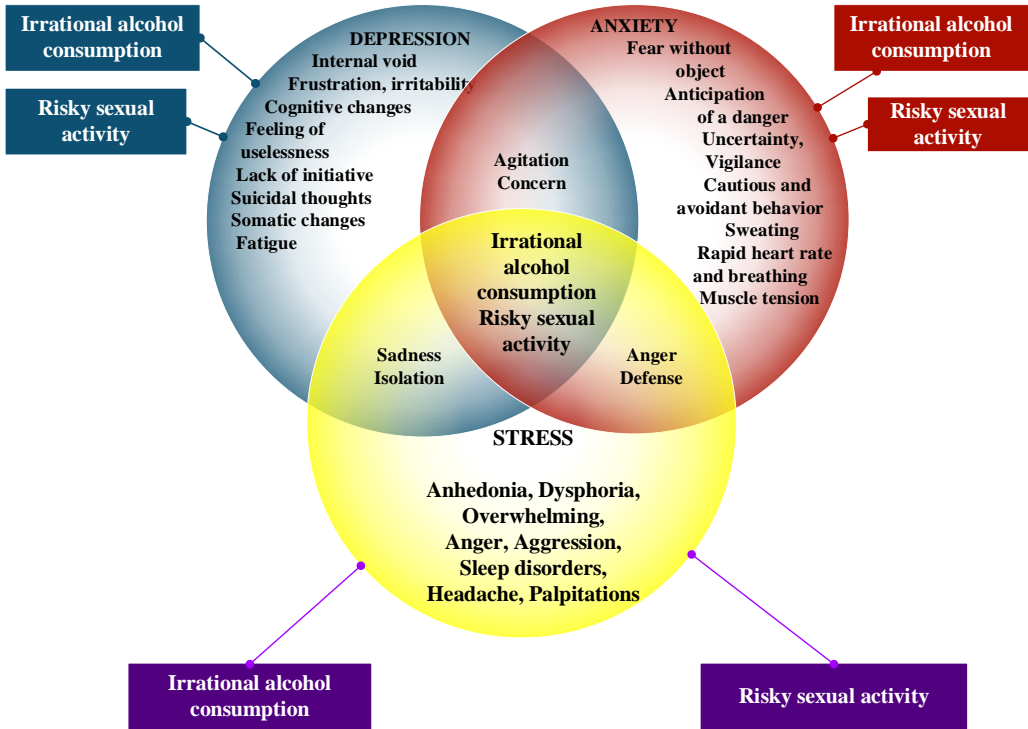 Irrational alcohol
consumption
Risky sexual
activity
DEPRESSION
Internal void
Frustration, irritability
Cognitive changes
Feeling of
uselessness
Lack of initiative
Suicidal thoughts
Somatic changes
Fatigue
ANXIETY
Fear without
object
Anticipation
of a danger
Uncertainty,
Vigilance
Cautious and
avoidant behavior
Sweating
Rapid heart rate
and breathing
Muscle tension
Irrational alcohol
consumption
Risky sexual
activity
Agitation
Concern
Irrational
alcohol
consumption
Risky sexual
activity
Sadness
Isolation
Anger
Defense
STRESS
Anhedonia, Dysphoria,
Overwhelming,
Anger, Aggression,
Sleep disorders,
Headache, Palpitations
Irrational alcohol
consumption
Risky sexual activity